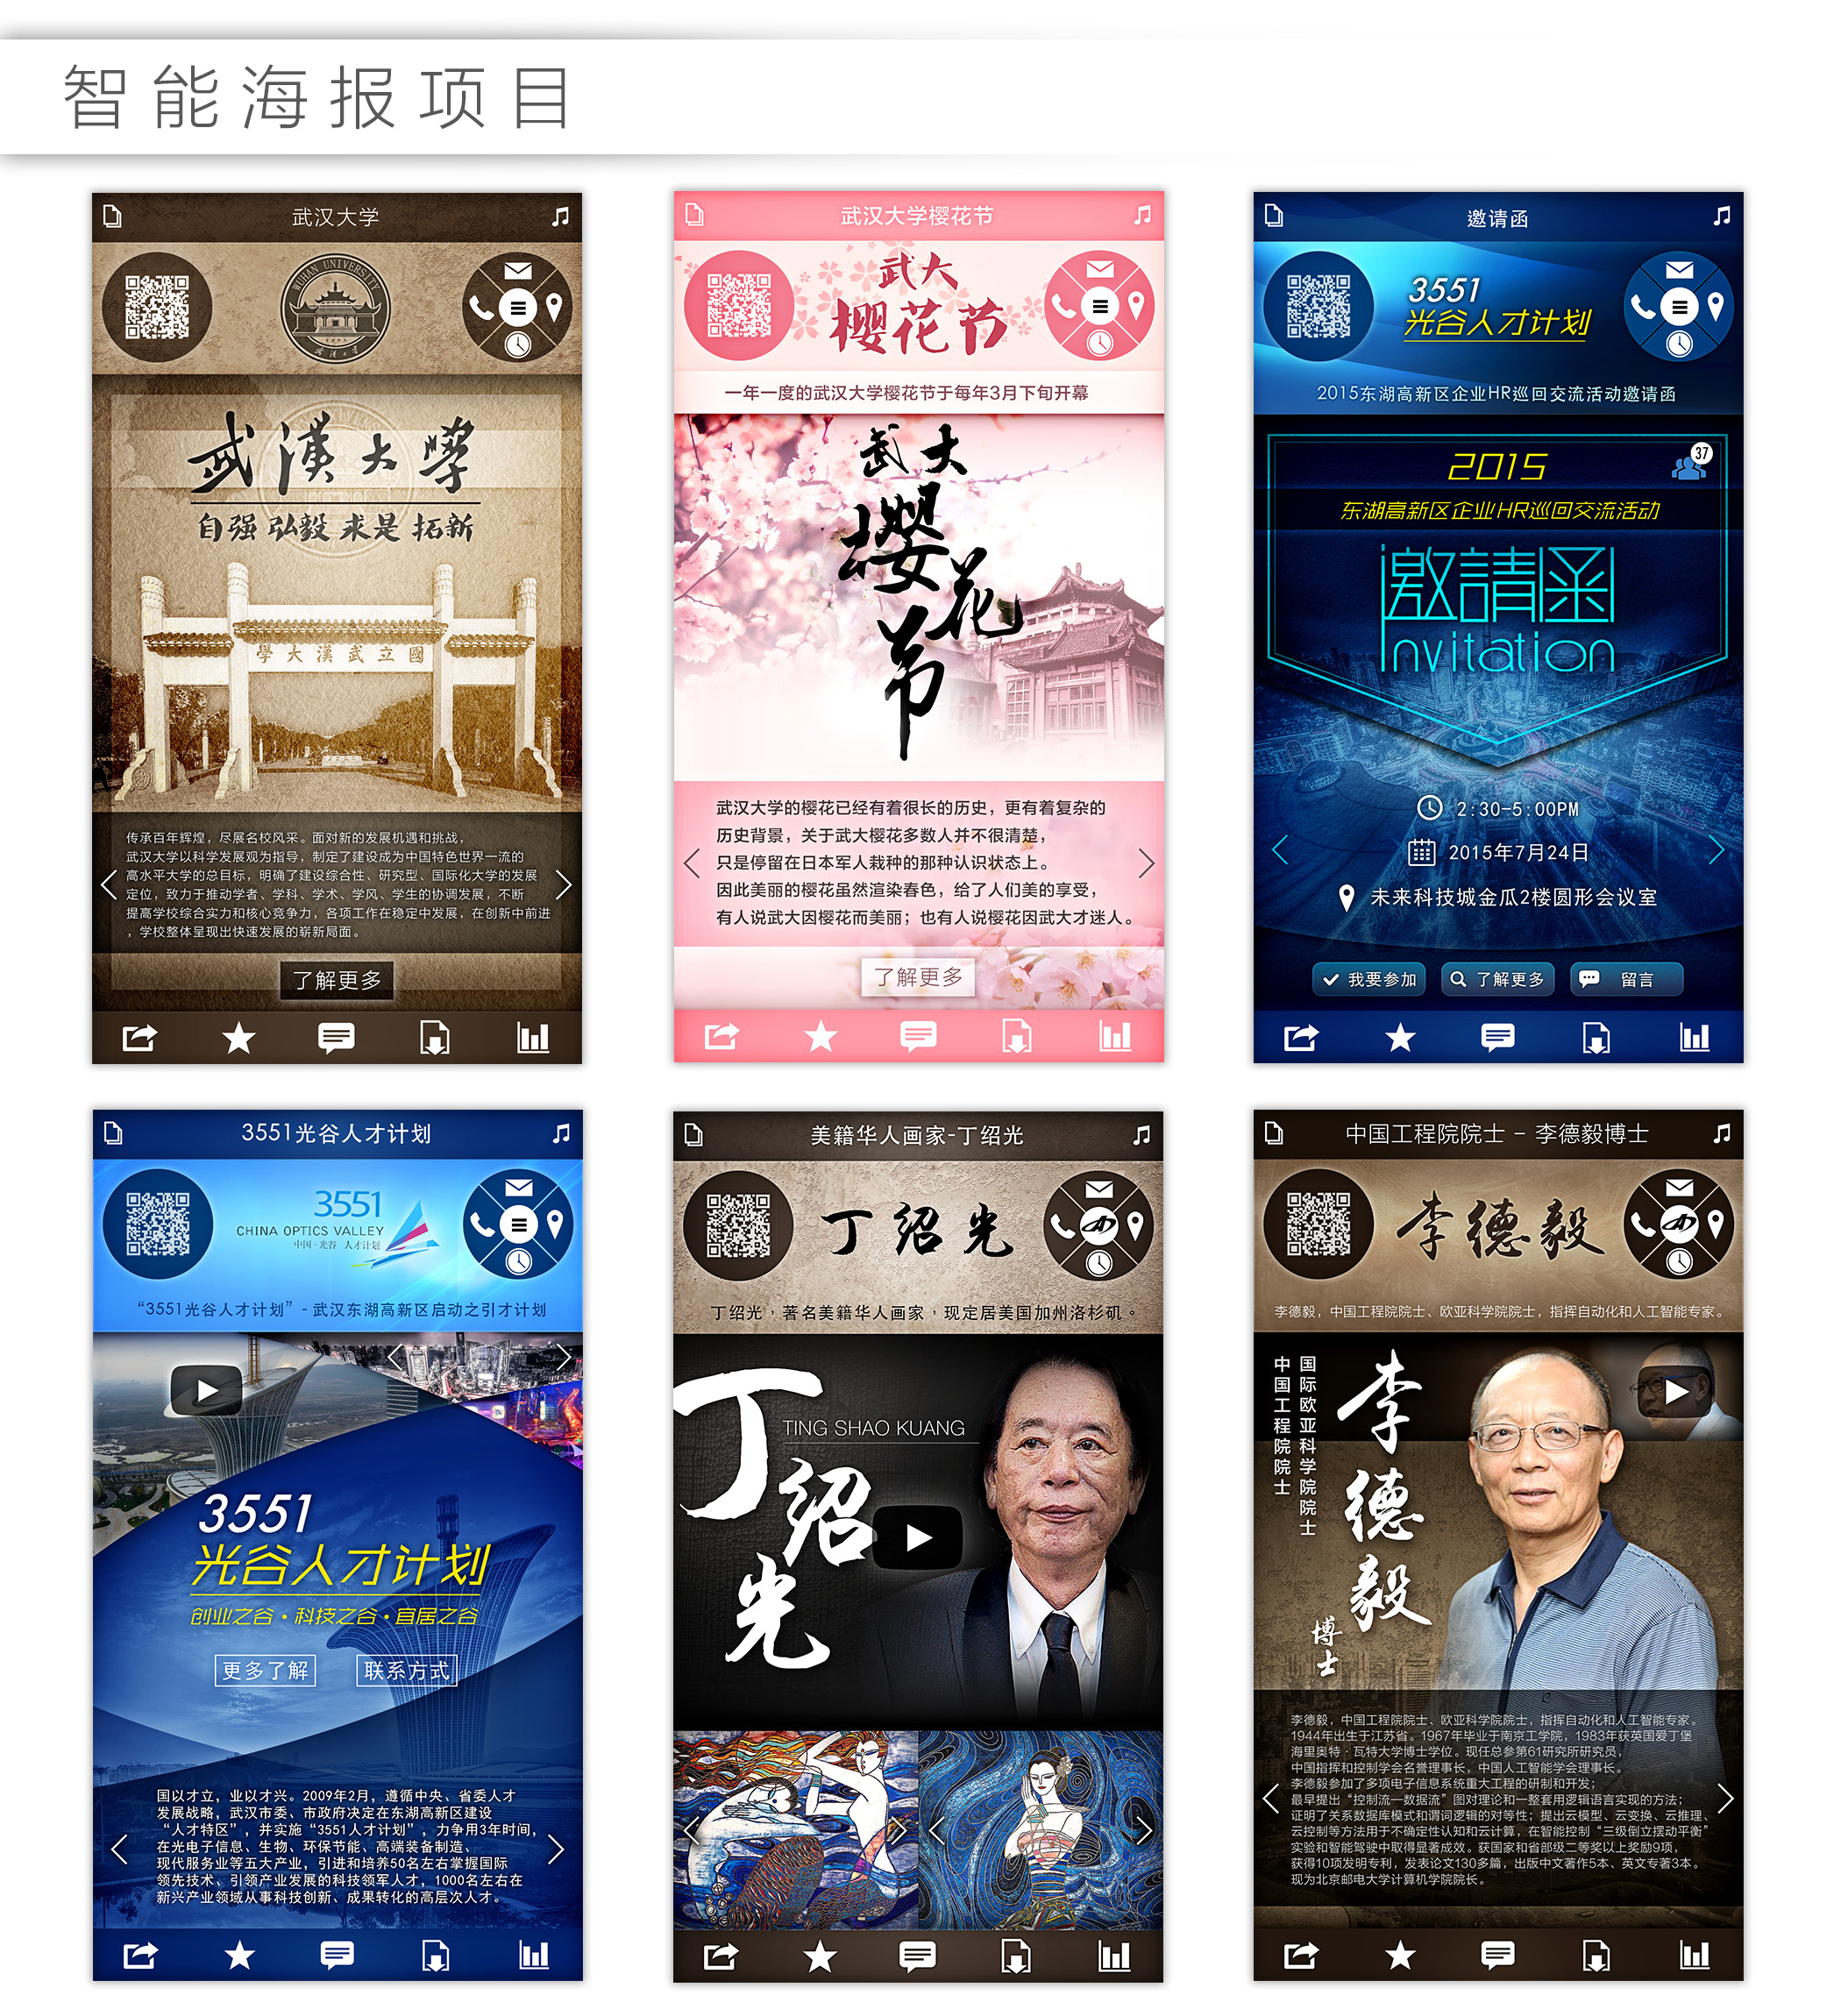 智能海报项目
武汉大学
WUHAN UNIVERSITY
1893
武漢大學
武漢大學
自强 弘毅 求是 拓新
學大漢武立國
传承百年辉煌，尽展名校风采。面对新的发展机遇和挑战，
武汉大学以科学发展观为指导，制定了建设成为中国特色世界一流的
高水平大学的总目标，明确了建设综合性、研究型、国际化大学的发展
定位，致力于推动学者、学科、学术、学风、学生的协调发展，不断
提高学校综合实力和核心竞争力，各项工作在稳定中发展，在创新中前进
，学校整体呈现出快速发展的崭新局面。
了解更多
武汉大学樱花节
武大
樱花节
一年一度的武汉大学樱花节于每年3月下旬开幕
武大
樱
花
节
武汉大学的樱花已经有着很长的历史，更有着复杂的
历史背景，关于武大樱花多数人并不很清楚，
只是停留在日本军人栽种的那种认识状态上。
因此美丽的樱花虽然渲染春色，给了人们美的享受，
有人说武大因樱花而美丽；也有人说樱花因武大才迷人。
了解更多
邀请函
3551
光谷人才计划
2015东湖高新区企业HR巡回交流活动邀请函
37
2015
东湖高新区企业HR巡回交流活动
邀請函
Invitation
2:30-5:00PM
2015年7月24日
未来科技城金瓜2楼圆形会议室
我要参加
了解更多
留言
3551光谷人才计划
3551
CHINA OPTICS VALLEY
中国·光谷 人才计划
“3551光谷人才计划” - 武汉东湖高新区启动之引才计划
3551
光谷人才计划
创业之谷·科技之谷·宜居之谷
更多了解
联系方式
国以才立，业以才兴。2009年2月，遵循中央、省委人才
发展战略，武汉市委、市政府决定在东湖高新区建设
“人才特区”，并实施“3551人才计划”，力争用3年时间，
在光电子信息、生物、环保节能、高端装备制造、
现代服务业等五大产业，引进和培养50名左右掌握国际
领先技术、引领产业发展的科技领军人才，1000名左右在
新兴产业领域从事科技创新、成果转化的高层次人才。
美籍华人画家-丁绍光
丁绍光
丁绍光，著名美籍华人画家，现定居美国加州洛杉矶。
丁
TING SHAO KUANG
绍
光
中国工程院院士 - 李德毅博士
李德毅
李德毅，中国工程院院士、欧亚科学院院士，指挥自动化和人工智能专家。
国际欧亚科学院院士
中国工程院院士
李德毅
博士
李德毅，中国工程院院士、欧亚科学院院士，指挥自动化和人工智能专家。
1944年出生于江苏省。1967年毕业于南京工学院，1983年获英国爱丁堡
海里奥特·瓦特大学博士学位。现任总参第61研究所研究员，
中国指挥和控制学会名誉理事长，中国人工智能学会理事长。
李德毅参加了多项电子信息系统重大工程的研制和开发；
最早提出“控制流—数据流”图对理论和一整套用逻辑语言实现的方法；
证明了关系数据库模式和谓词逻辑的对等性；提出云模型、云变换、云推理、
云控制等方法用于不确定性认知和云计算，在智能控制“三级倒立摆动平衡”
实验和智能驾驶中取得显著成效。获国家和省部级二等奖以上奖励9项，
获得10项发明专利，发表论文130多篇，出版中文著作5本、英文专著3本。
现为北京邮电大学计算机学院院长。